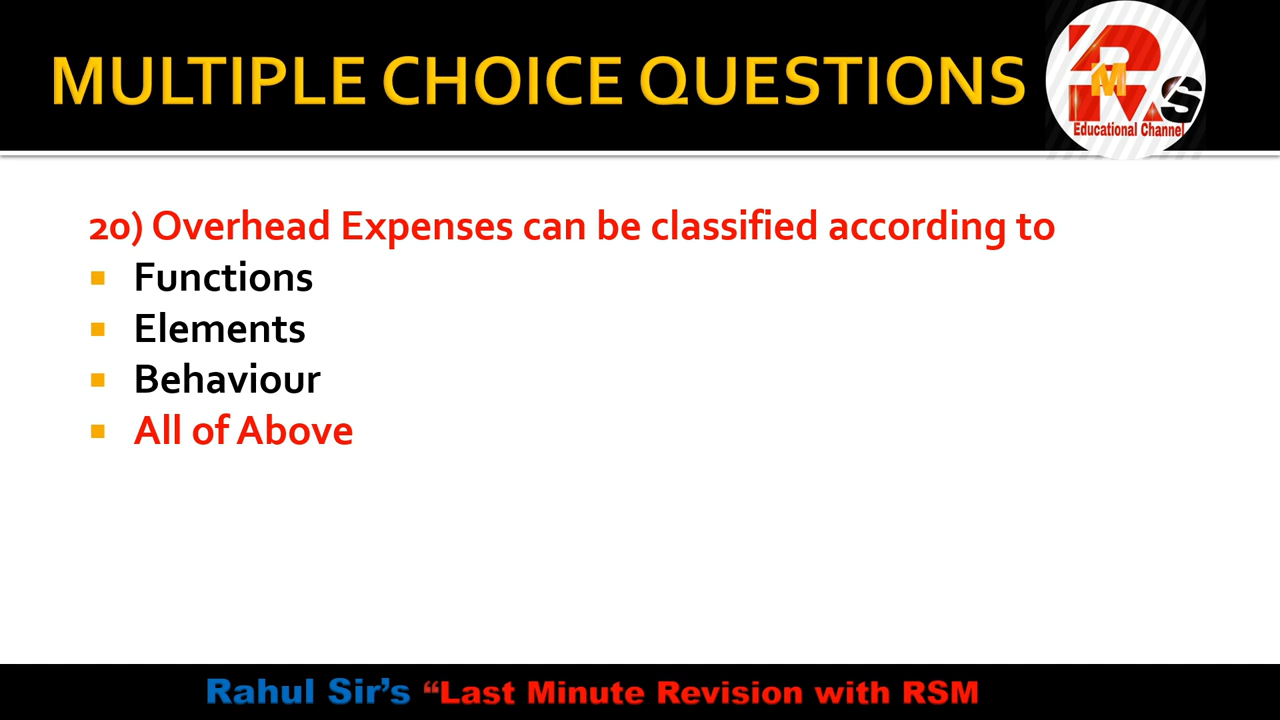 MULTIPLE CHOICE QUESTIONS
RMS
Educational Channel
20) Overhead Expenses can be classified according to
Functions
Elements
Behaviour
All of Above
Rahul Sir's “Last Minute Revision with RSM